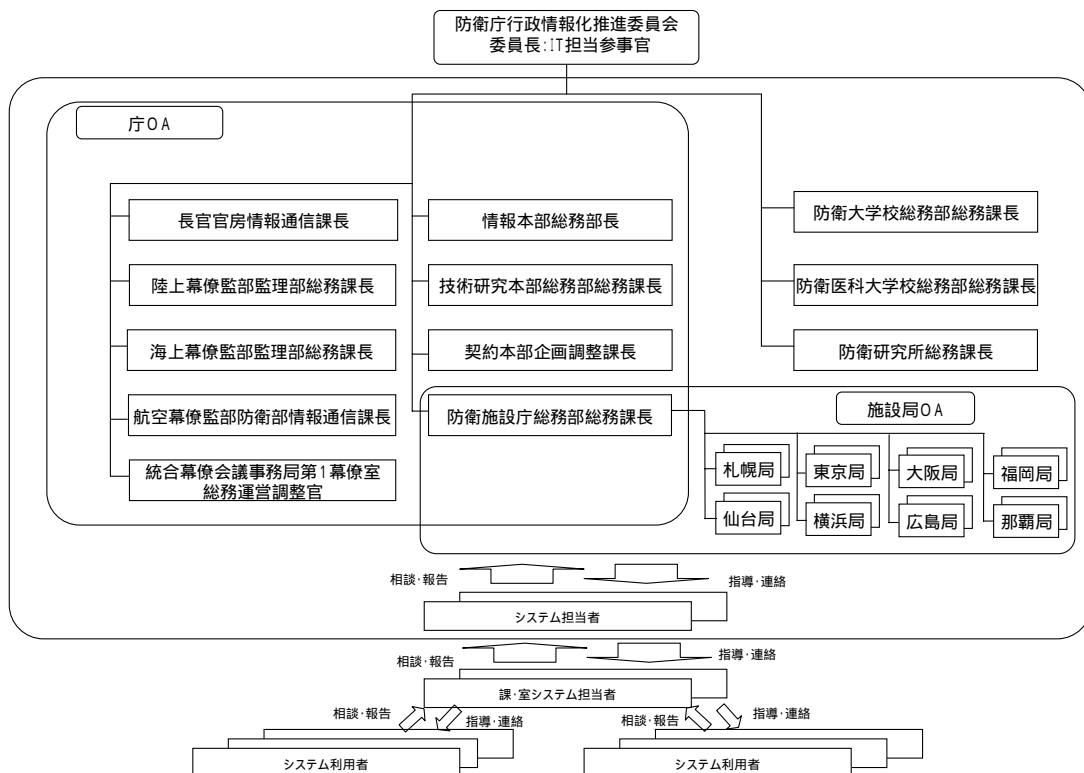 防衛庁行政情報化推進委員会
委員長:IT担当参事官
庁OA
長官官房情報通信課長
情報本部総務部長
防衛大学校総務部総務課長
陸上幕僚監部監理部総務課長
技術研究本部総務部総務課長
防衛医科大学校総務部総務課長
海上幕僚監部監理部総務課長
契約本部企画調整課長
防衛研究所総務課長
航空幕僚監部防衛部情報通信課長
防衛施設庁総務部総務課長
施設局OA
統合幕僚会議事務局第1幕僚室
総務運営調整官
札幌局
東京局
大阪局
福岡局
仙台局
横浜局
広島局
那覇局
相談・報告
指導・連絡
システム担当者
相談・報告
指導・連絡
課・室システム担当者
相談・報告
指導・連絡
相談・報告
指導・連絡
システム利用者
システム利用者